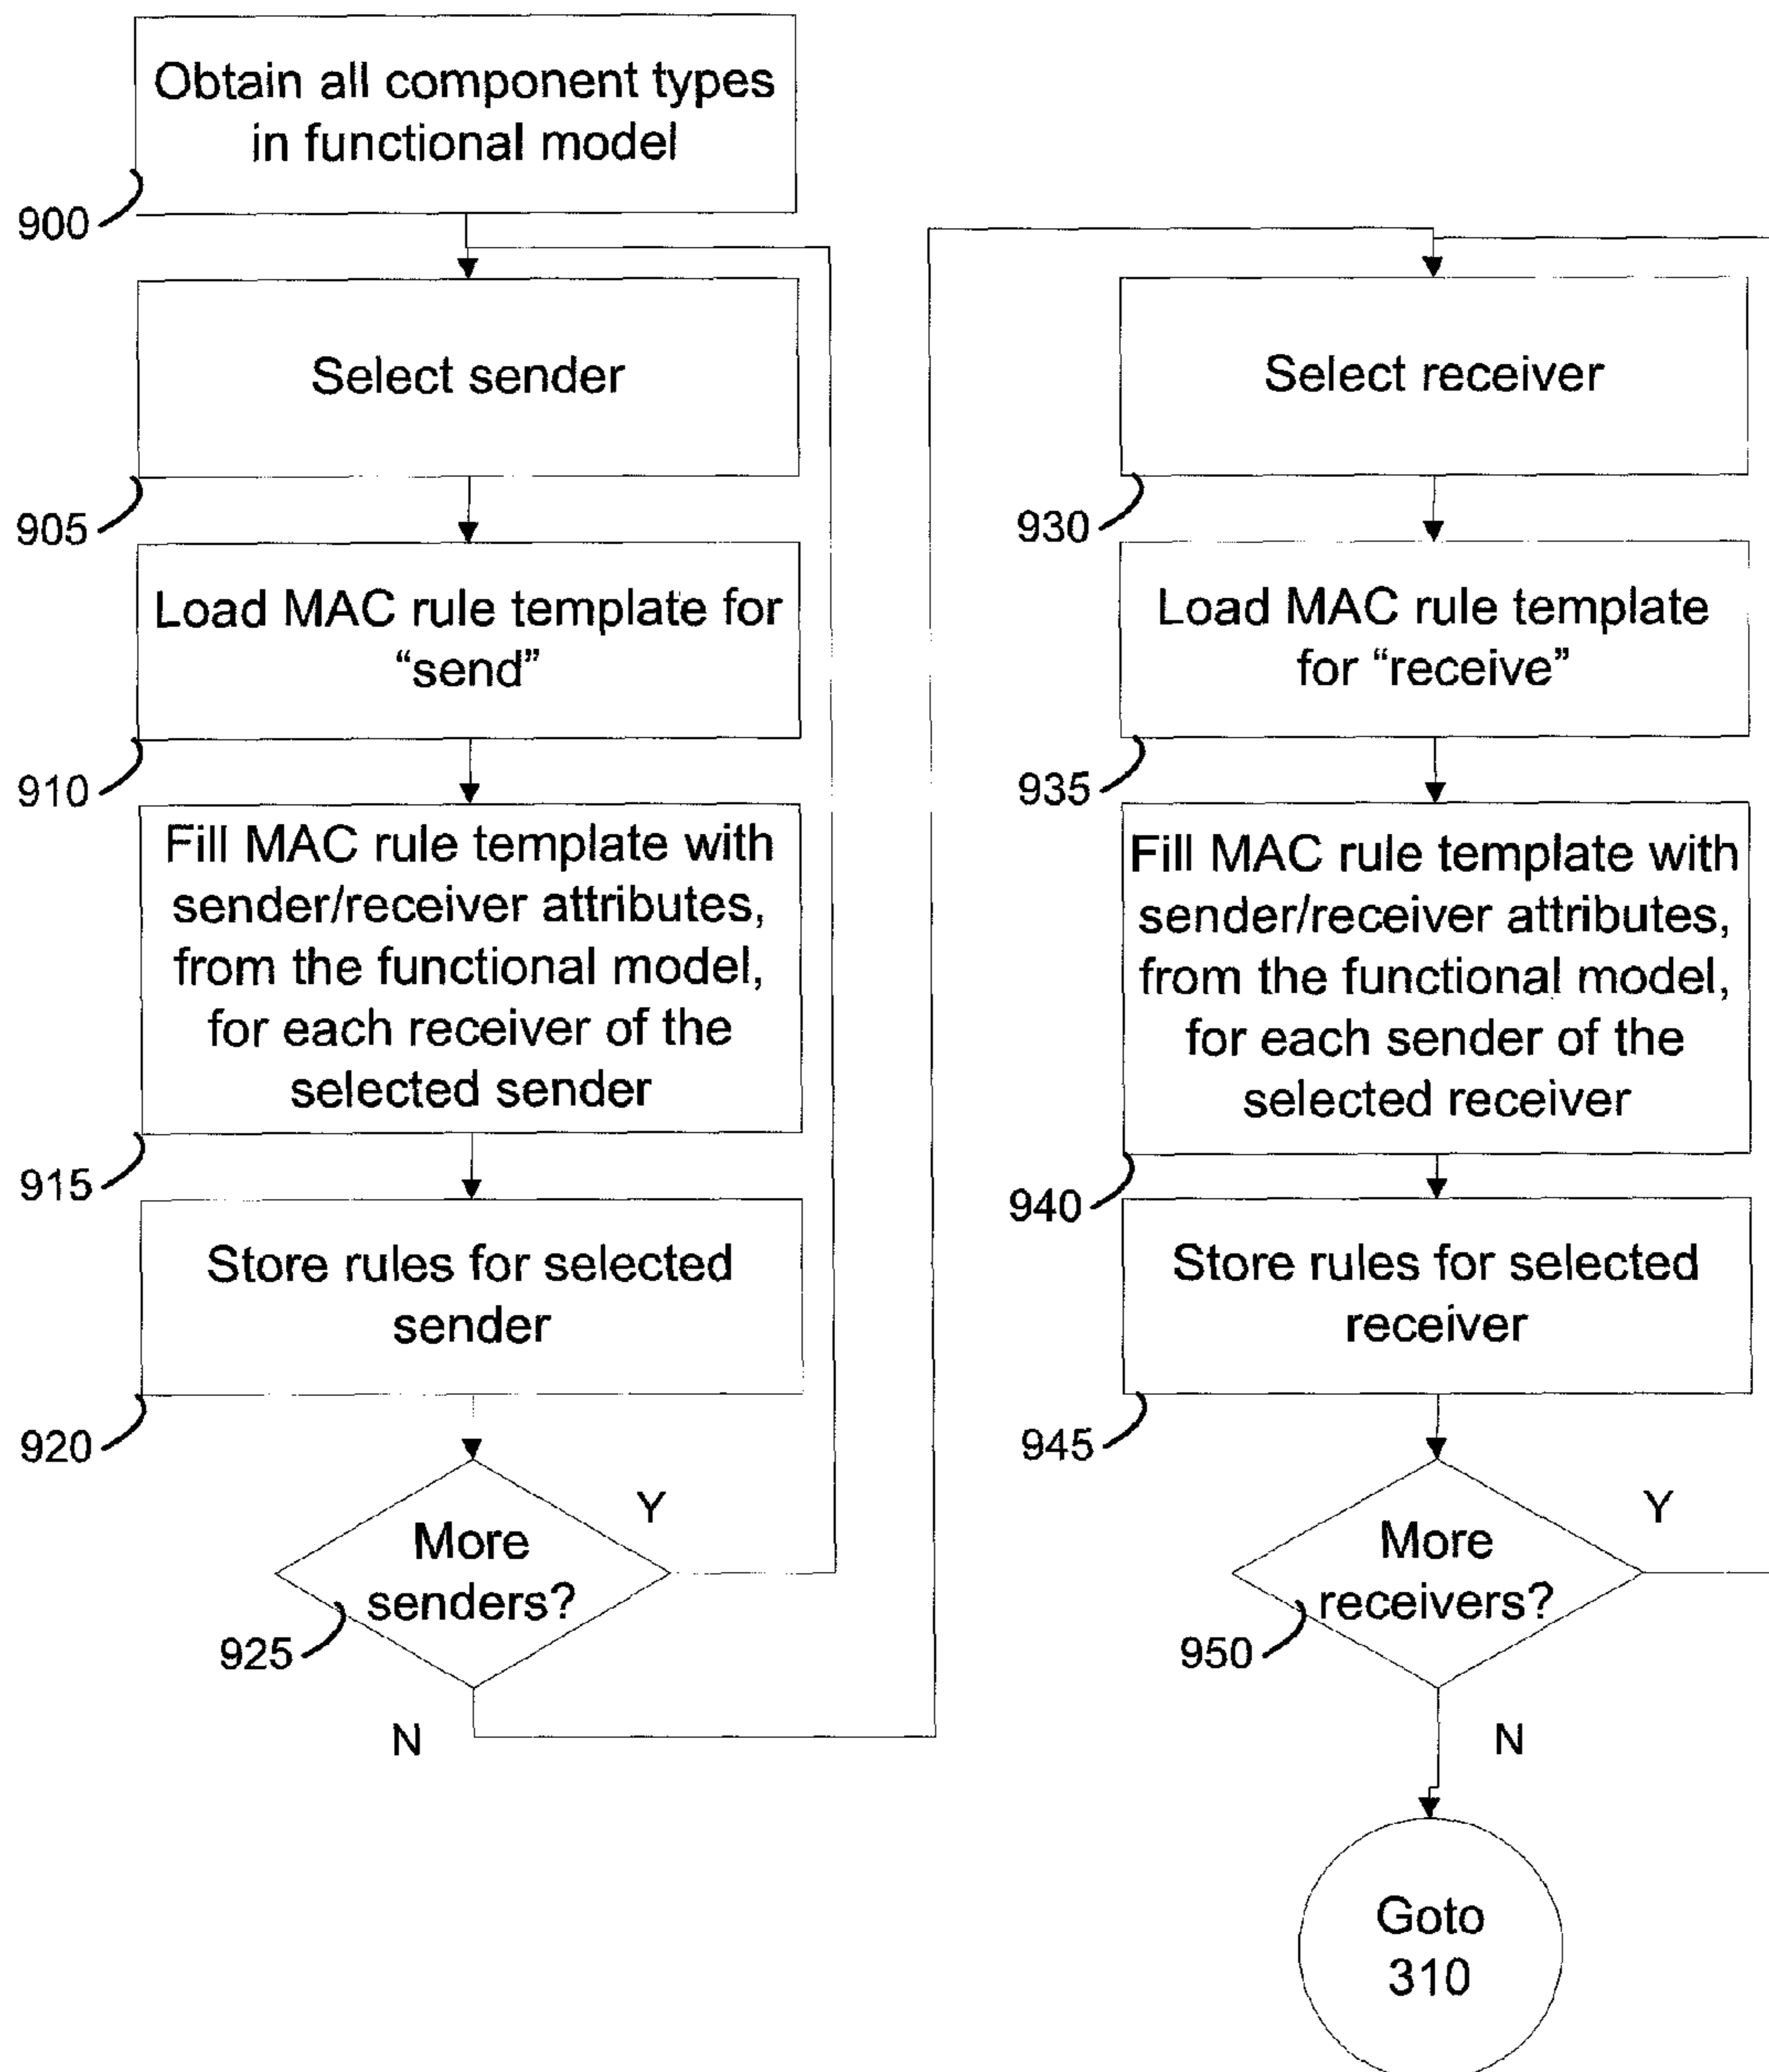 Obtain all component types
in functional model
900
Select sender
905
Load MAC rule template for
“send”
910
Fill MAC rule template with
sender/receiver attributes,
from the functional model,
for each receiver of the
selected sender
915
Store rules for selected
sender
920
More
senders?
Y
925
N
Select receiver
930
Load MAC rule template
for “receive”
935
Fill MAC rule template with
sender/receiver attributes,
from the functional model,
for each sender of the
selected receiver
940
Store rules for selected
receiver
945
More
receivers?
Y
950
N
Goto
310